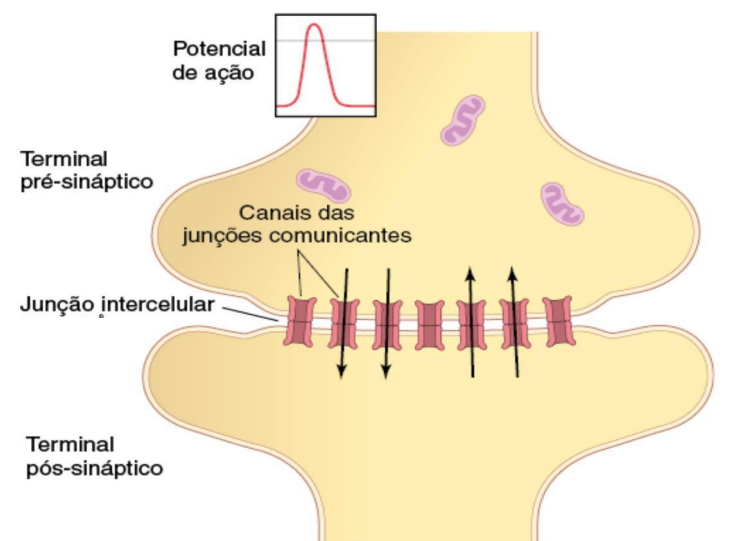 Potencial
de ação
Terminal
pré-sináptico
Canais das
junções comunicantes
Junção intercelular
Terminal
pós-sináptico